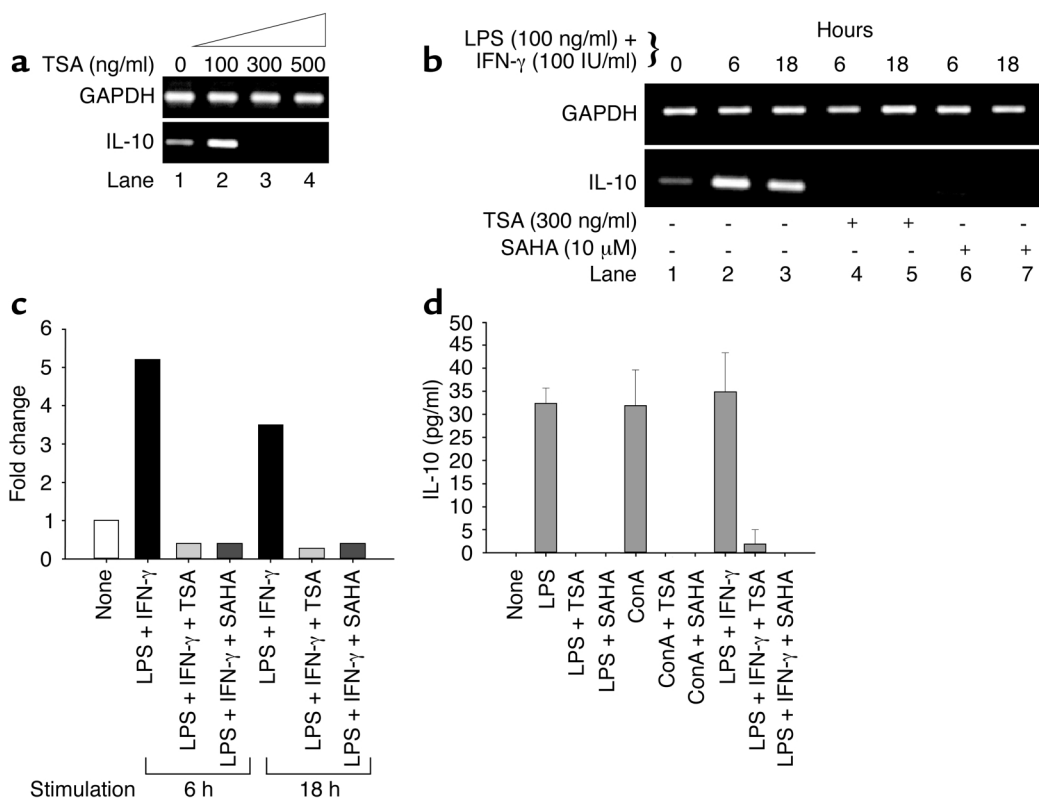 a
TSA (ng/ml) 0 100 300 500
GAPDH
IL-10
Lane 1 2 3 4
b
LPS (100 ng/ml) +
IFN-γ (100 IU/ml) }
Hours
0 6 18 6 18 6 18
GAPDH
IL-10
TSA (300 ng/ml) - - - + + - -
SAHA (10 µM) - - - - - + +
Lane 1 2 3 4 5 6 7
c
Fold change
6
5
4
3
2
1
0
None
LPS + IFN-γ
LPS + IFN-γ + TSA
LPS + IFN-γ + SAHA
LPS + IFN-γ
LPS + IFN-γ + TSA
LPS + IFN-γ + SAHA
Stimulation 6 h 18 h
d
IL-10 (pg/ml)
50
45
40
35
30
25
20
15
10
5
0
None
LPS
LPS + TSA
LPS + SAHA
ConA
ConA + TSA
ConA + SAHA
LPS + IFN-γ
LPS + IFN-γ + TSA
LPS + IFN-γ + SAHA